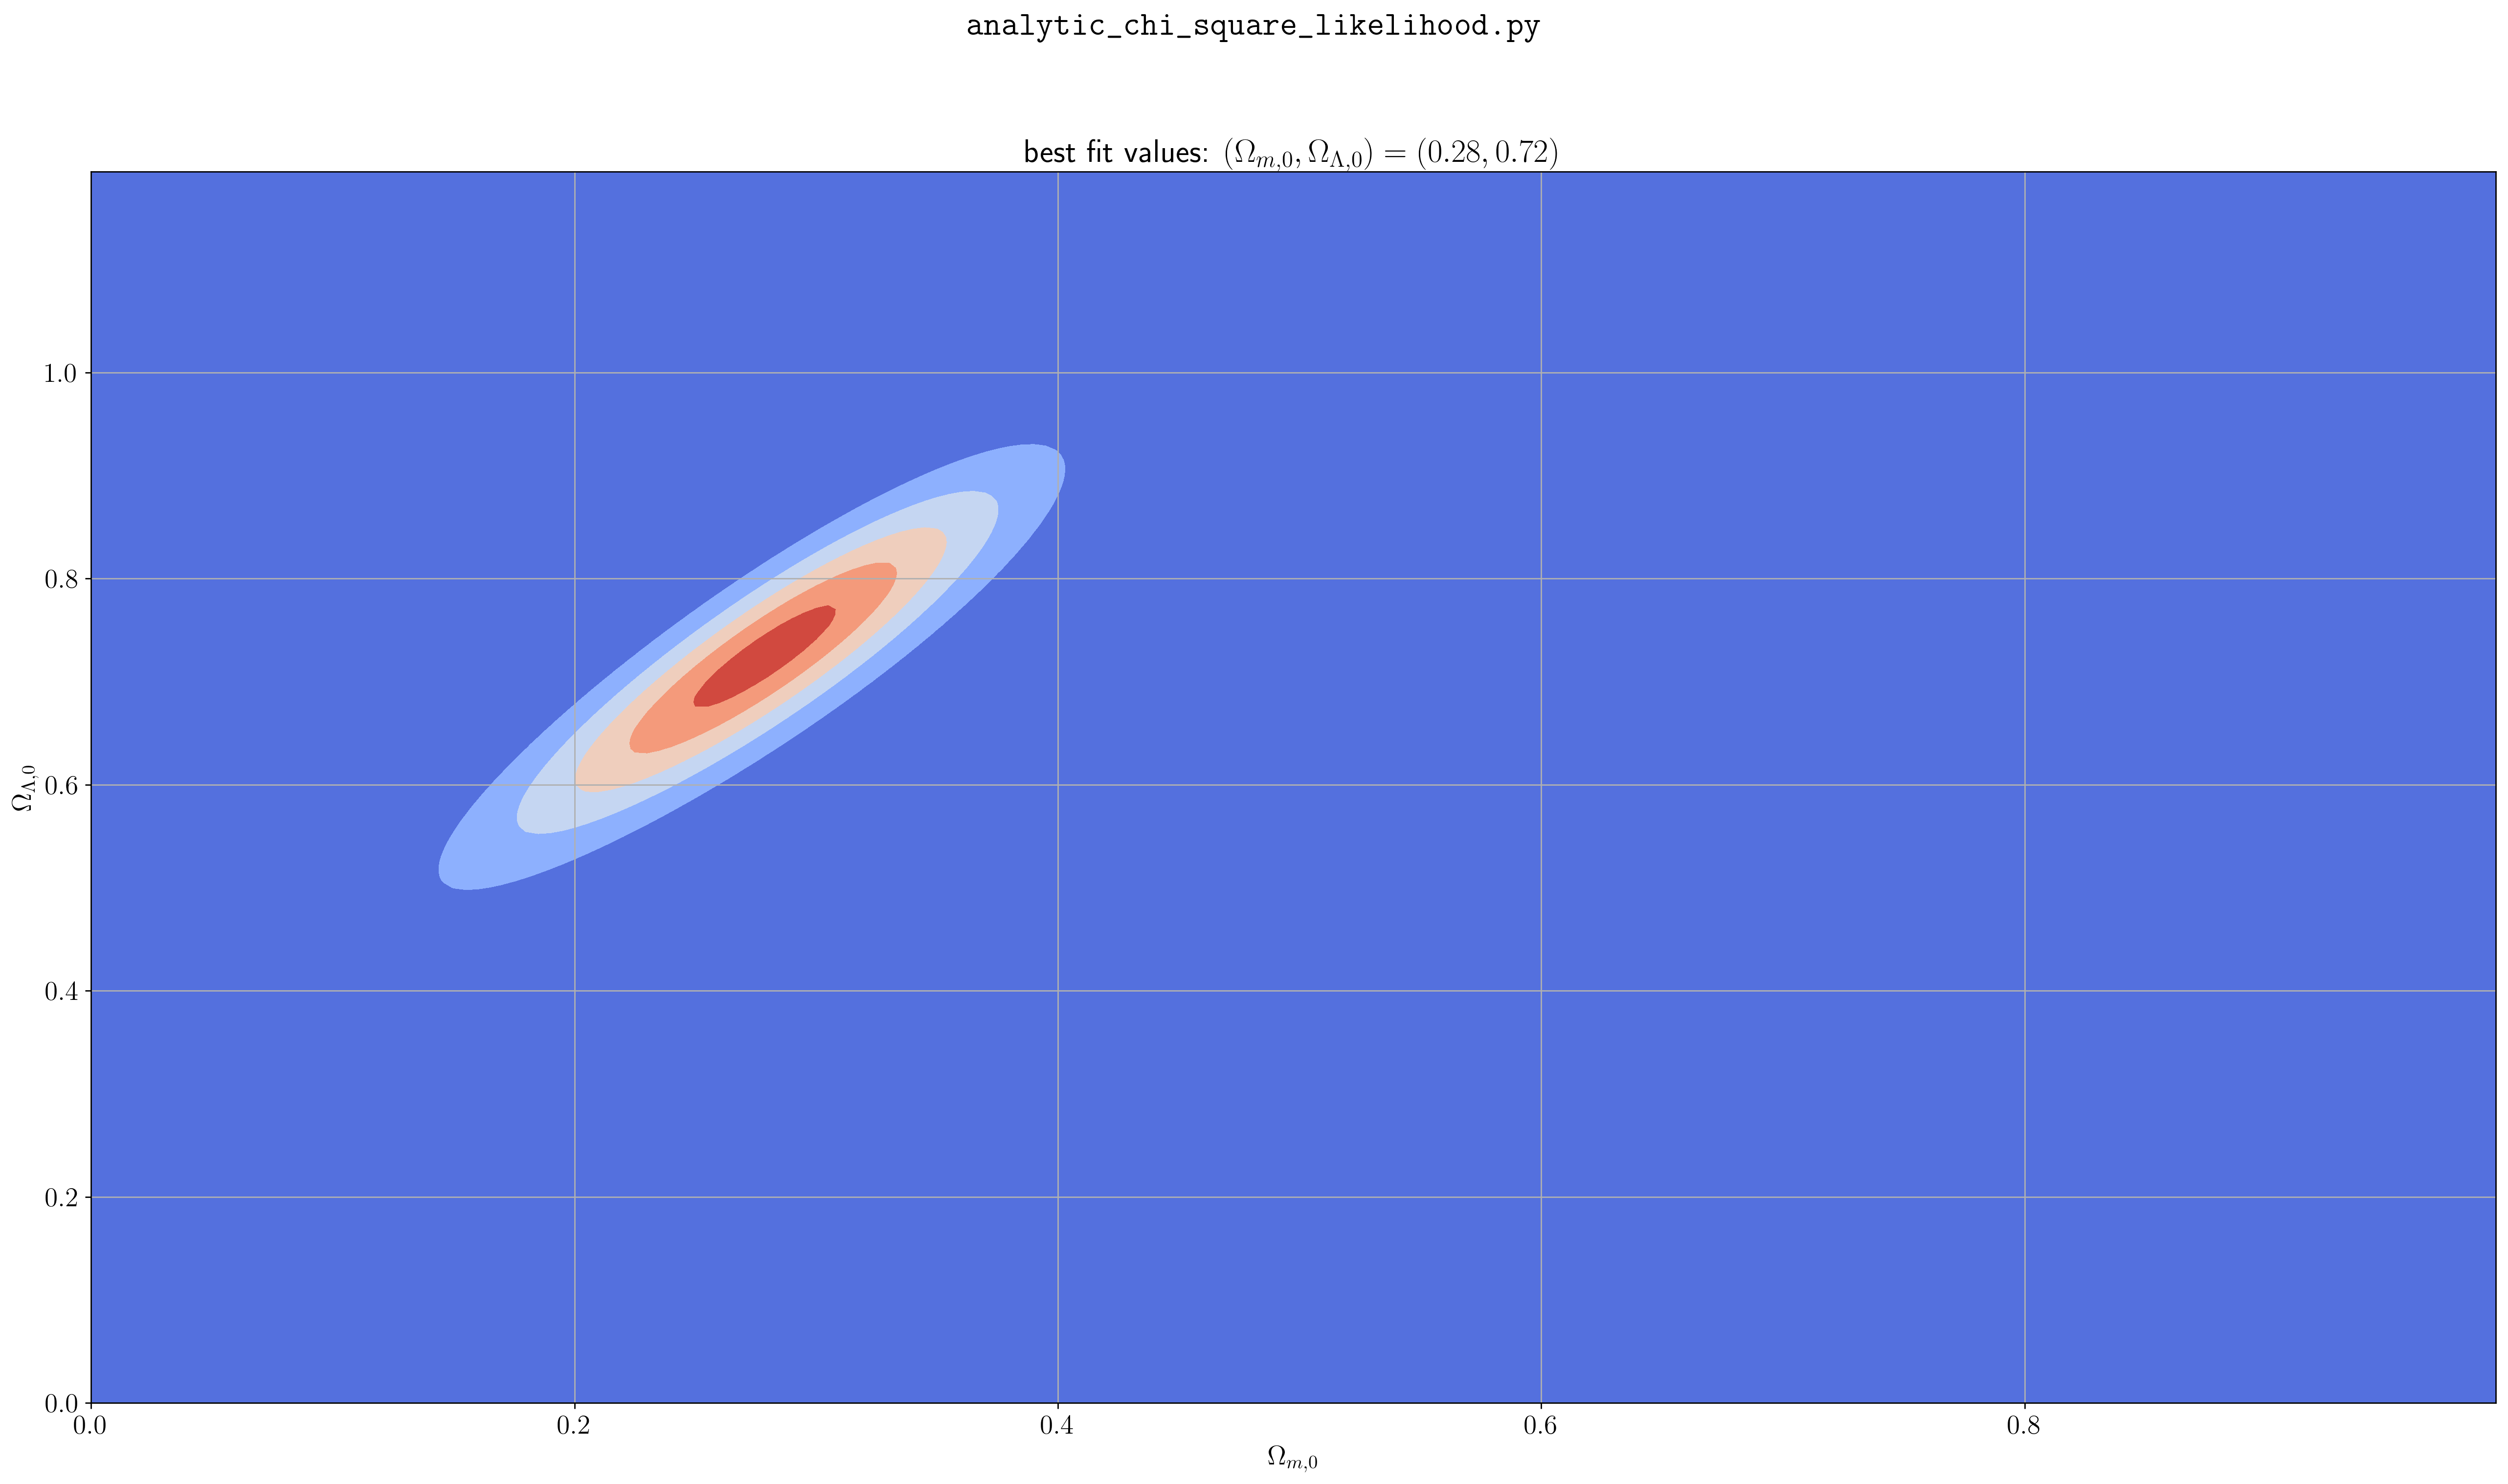 analytic_chi_square_likelihood.py
best fit values: (Ωm,0, ΩΛ,0) = (0.28, 0.72)
1.0
0.8
0.6
0.4
0.2
0.0
ΩΛ,0
0.0 0.2 0.4 0.6 0.8
Ωm,0